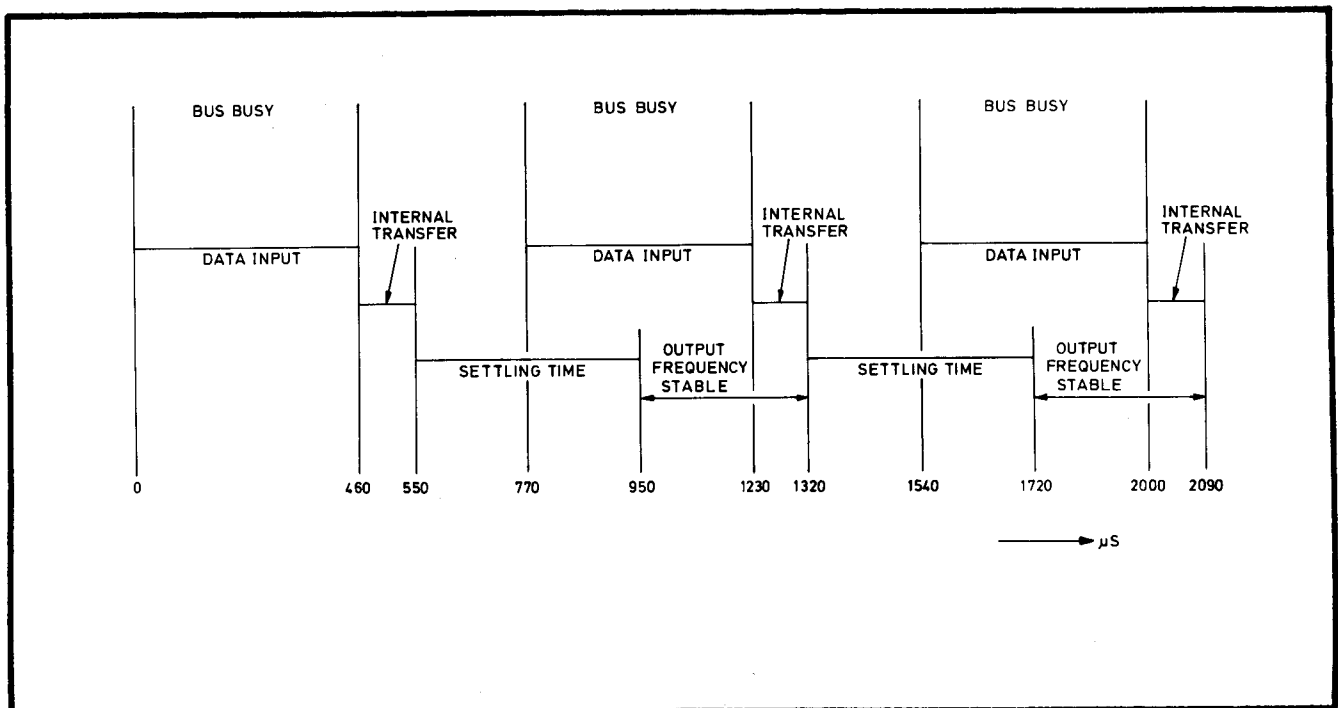 BUS BUSY
BUS BUSY
BUS BUSY
INTERNAL
TRANSFER
INTERNAL
TRANSFER
INTERNAL
TRANSFER
DATA INPUT
DATA INPUT
DATA INPUT
SETTLING TIME
OUTPUT
FREQUENCY
STABLE
SETTLING TIME
OUTPUT
FREQUENCY
STABLE
0 460 550 770 950 1230 1320 1540 1720 2000 2090
µS